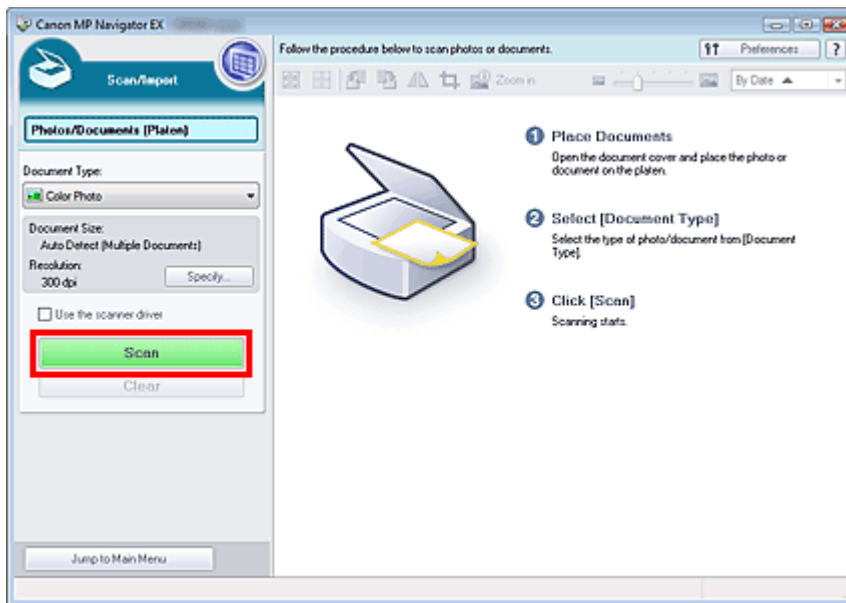 Canon MP Navigator EX
Scan/Import
Photos/Documents (Platen)
Document Type:
Color Photo
Document Size:
Auto Detect (Multiple Documents)
Resolution:
300 dpi
Specify...
Use the scanner driver
Scan
Clear
Jump to Main Menu
Follow the procedure below to scan photos or documents.
Preferences
?
Zoom in
By Date
1 Place Documents
Open the document cover and place the photo or
document on the platen.
2 Select [Document Type]
Select the type of photo/document from [Document
Type].
3 Click [Scan]
Scanning starts.